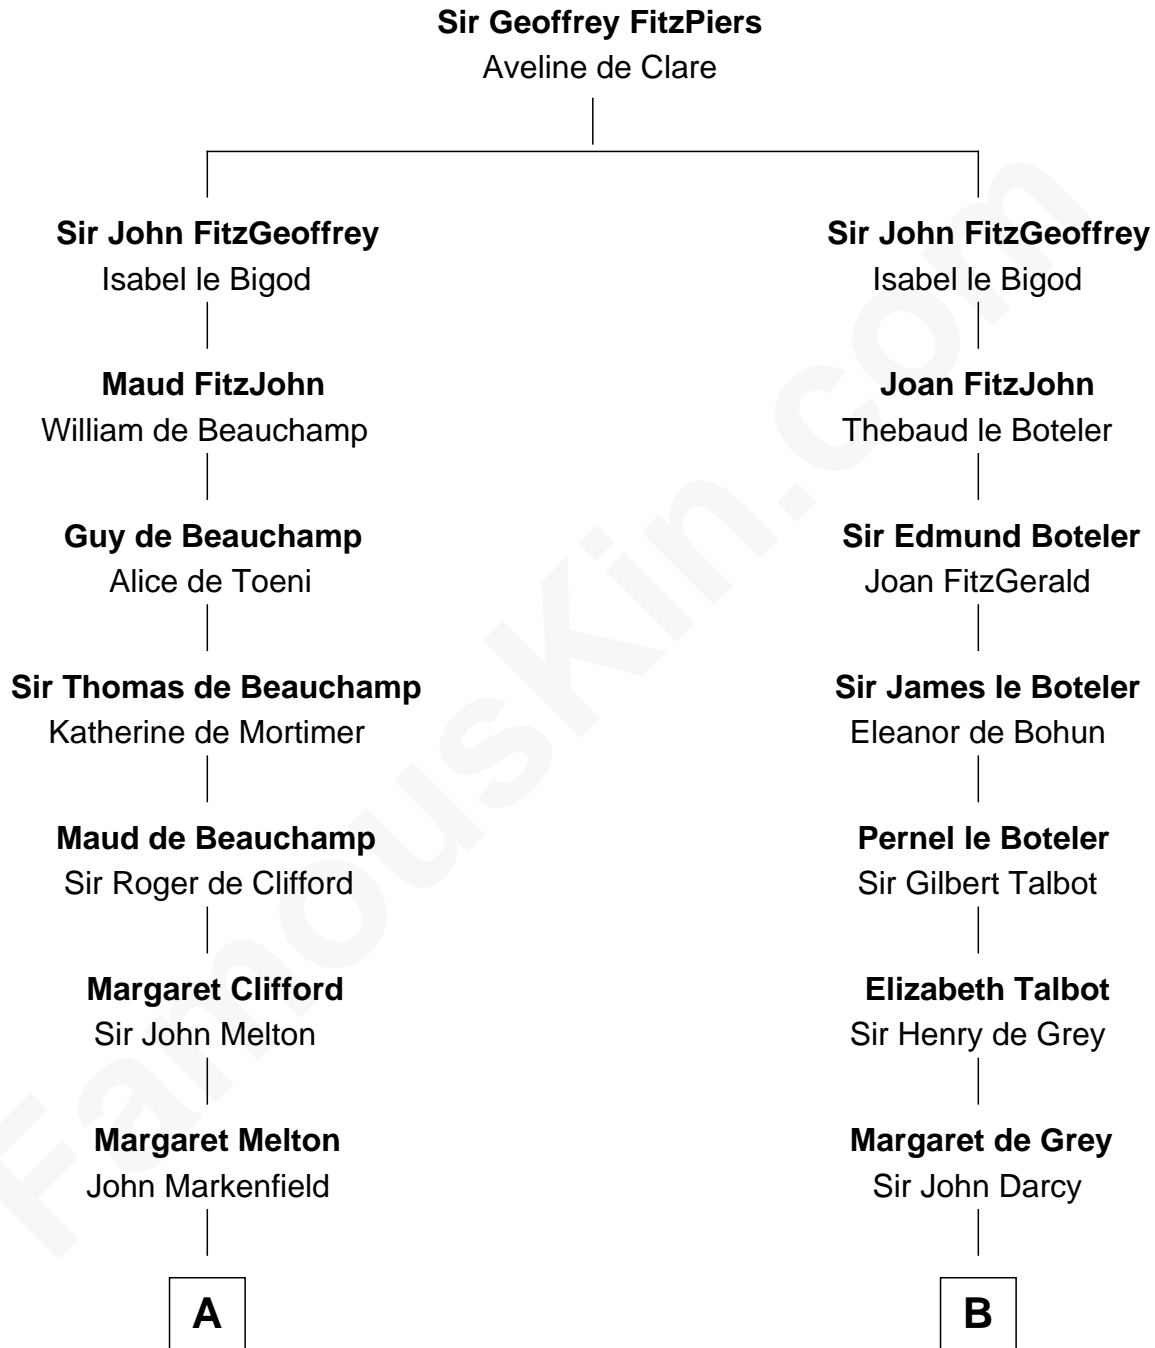 Sir Geoffrey FitzPiers
Aveline de Clare
Sir John FitzGeoffrey
Isabel le Bigod
Maud FitzJohn
William de Beauchamp
Guy de Beauchamp
Alice de Toeni
Sir Thomas de Beauchamp
Katherine de Mortimer
Maud de Beauchamp
Sir Roger de Clifford
Margaret Clifford
Sir John Melton
Margaret Melton
John Markenfield
A
Sir John FitzGeoffrey
Isabel le Bigod
Joan FitzJohn
Thebaud le Boteler
Sir Edmund Boteler
Joan FitzGerald
Sir James le Boteler
Eleanor de Bohun
Pernel le Boteler
Sir Gilbert Talbot
Elizabeth Talbot
Sir Henry de Grey
Margaret de Grey
Sir John Darcy
B
FamousKin.com